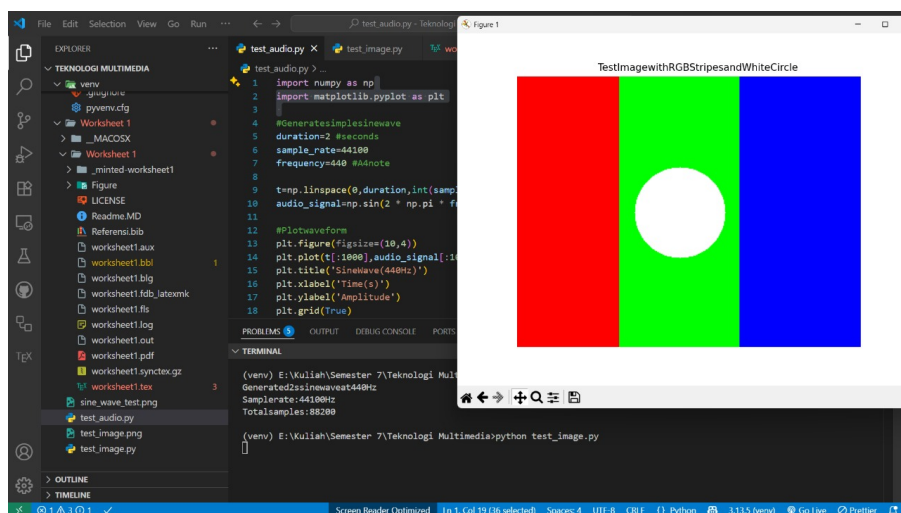 File Edit Selection View Go Run ··· test_audio.py - Teknologi
EXPLORER ···
TEKNOLOGI MULTIMEDIA
venv
.gitignore
pyvenv.cfg
Worksheet 1
__MACOSX
Worksheet 1
_minted-worksheet1
Figure
LICENSE
Readme.MD
Referensi.bib
worksheet1.aux
worksheet1.bbl 1
worksheet1.blg
worksheet1.fdb_latexmk
worksheet1.fls
worksheet1.log
worksheet1.out
worksheet1.pdf
worksheet1.synctex.gz
worksheet1.tex 3
sine_wave_test.png
test_audio.py
test_image.png
test_image.py
OUTLINE
TIMELINE
test_audio.py test_image.py
test_audio.py > ...
1 import numpy as np
2 import matplotlib.pyplot as plt
3
4 #Generatesimplesinewave
5 duration=2 #seconds
6 sample_rate=44100
7 frequency=440 #A4note
8
9 t=np.linspace(0,duration,int(samp
10 audio_signal=np.sin(2 * np.pi * f
11
12 #Plotwaveform
13 plt.figure(figsize=(10,4))
14 plt.plot(t[:1000],audio_signal[:10
15 plt.title('SineWave(440Hz)')
16 plt.xlabel('Time(s)')
17 plt.ylabel('Amplitude')
18 plt.grid(True)
PROBLEMS 5 OUTPUT DEBUG CONSOLE PORTS
TERMINAL
(venv) E:\Kuliah\Semester 7\Teknologi Mult
Generated2ssinewaveat440Hz
Samplerate:44100Hz
Totalsamples:88200
(venv) E:\Kuliah\Semester 7\Teknologi Multimedia>python test_image.py
Figure 1
TestImagewithRGBStripesandWhiteCircle
1 3 1 Screen Reader Optimized Ln 1, Col 19 (36 selected) Spaces: 4 UTF-8 CRLF {} Python 3.13.5 (venv) Go Live Prettier